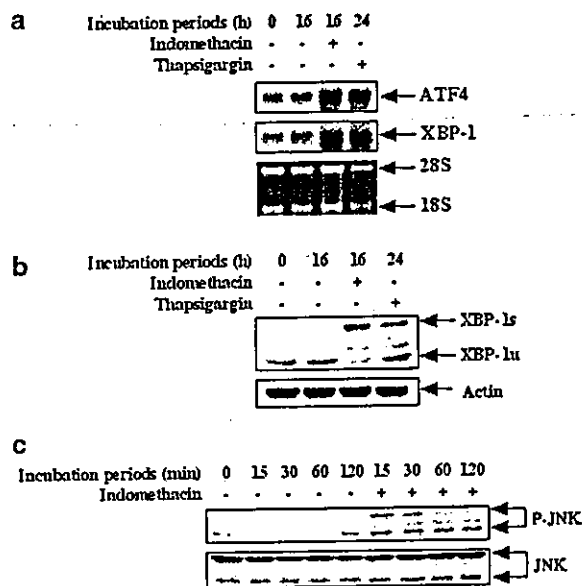 a
Incubation periods (h) 0 16 16 24
Indomethacin - - + -
Thapsigargin - - - +
ATF4
XBP-1
28S
18S
b
Incubation periods (h) 0 16 16 24
Indomethacin - - + -
Thapsigargin - - - +
XBP-1s
XBP-1u
Actin
c
Incubation periods (min) 0 15 30 60 120 15 30 60 120
Indomethacin - - - - - + + + +
P-JNK
JNK